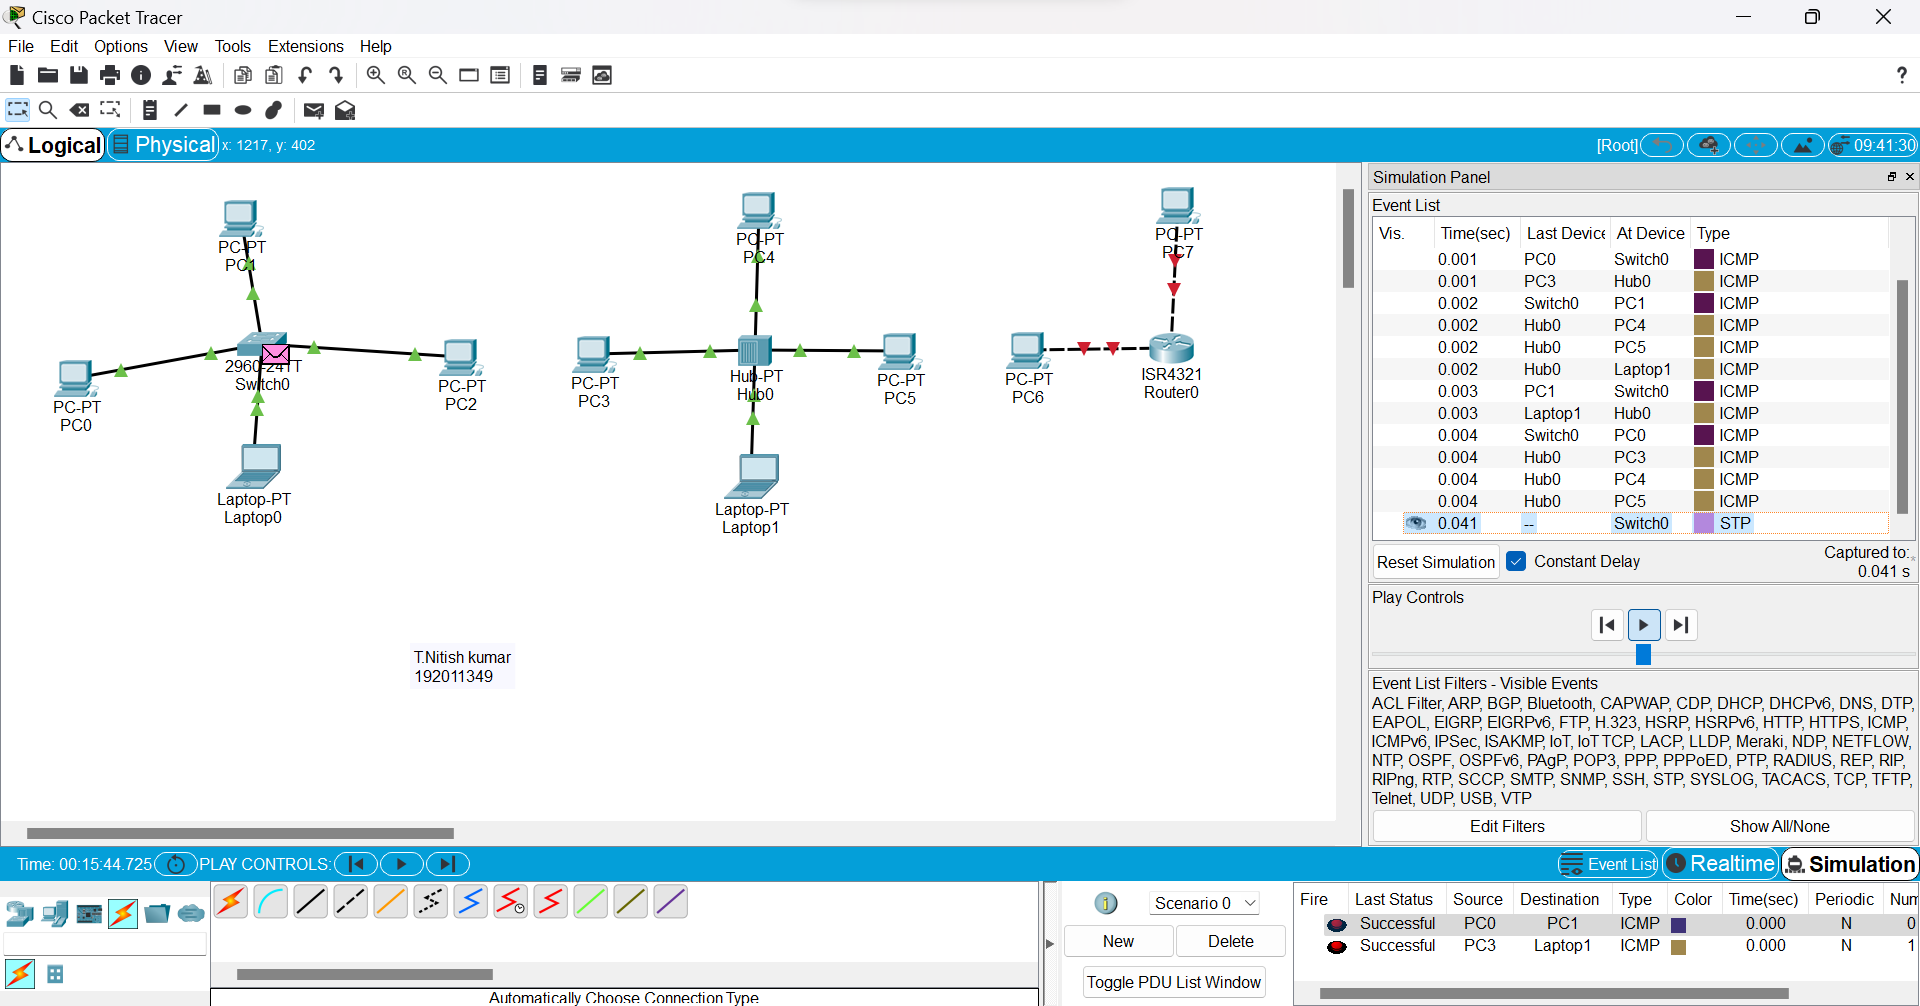 Cisco Packet Tracer
File Edit Options View Tools Extensions Help
?
Logical Physical x: 1217, y: 402 [Root] 09:41:30
PC-PT
PC1
2960-24TT
Switch0
PC-PT
PC0
PC-PT
PC2
Laptop-PT
Laptop0
PC-PT
PC4
PC-PT
PC3
Hub-PT
Hub0
PC-PT
PC5
Laptop-PT
Laptop1
PC-PT
PC7
PC-PT
PC6
ISR4321
Router0
T.Nitish kumar
192011349
Simulation Panel
Event List
Vis. Time(sec) Last Device At Device Type
0.001 PC0 Switch0 ICMP
0.001 PC3 Hub0 ICMP
0.002 Switch0 PC1 ICMP
0.002 Hub0 PC4 ICMP
0.002 Hub0 PC5 ICMP
0.002 Hub0 Laptop1 ICMP
0.003 PC1 Switch0 ICMP
0.003 Laptop1 Hub0 ICMP
0.004 Switch0 PC0 ICMP
0.004 Hub0 PC3 ICMP
0.004 Hub0 PC4 ICMP
0.004 Hub0 PC5 ICMP
0.041 -- Switch0 STP
Reset Simulation Constant Delay Captured to:
0.041 s
Play Controls
Event List Filters - Visible Events
ACL Filter, ARP, BGP, Bluetooth, CAPWAP, CDP, DHCP, DHCPv6, DNS, DTP,
EAPOL, EIGRP, EIGRPv6, FTP, H.323, HSRP, HSRPv6, HTTP, HTTPS, ICMP,
ICMPv6, IPSec, ISAKMP, IoT, IoT TCP, LACP, LLDP, Meraki, NDP, NETFLOW,
NTP, OSPF, OSPFv6, PAgP, POP3, PPP, PPPoED, PTP, RADIUS, REP, RIP,
RIPng, RTP, SCCP, SMTP, SNMP, SSH, STP, SYSLOG, TACACS, TCP, TFTP,
Telnet, UDP, USB, VTP
Edit Filters Show All/None
Time: 00:15:44.725 PLAY CONTROLS: Event List Realtime Simulation
Automatically Choose Connection Type
Scenario 0
New Delete
Toggle PDU List Window
Fire Last Status Source Destination Type Color Time(sec) Periodic Num
Successful PC0 PC1 ICMP 0.000 N 0
Successful PC3 Laptop1 ICMP 0.000 N 1